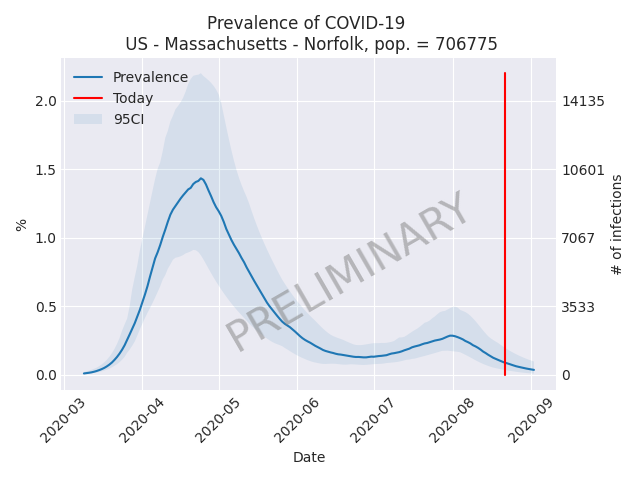 Prevalence of COVID-19
US - Massachusetts - Norfolk, pop. = 706775
Prevalence
Today
95CI
2.0
1.5
1.0
0.5
0.0
%
14135
10601
7067
3533
0
# of infections
PRELIMINARY
2020-03
2020-04
2020-05
2020-06
2020-07
2020-08
2020-09
Date